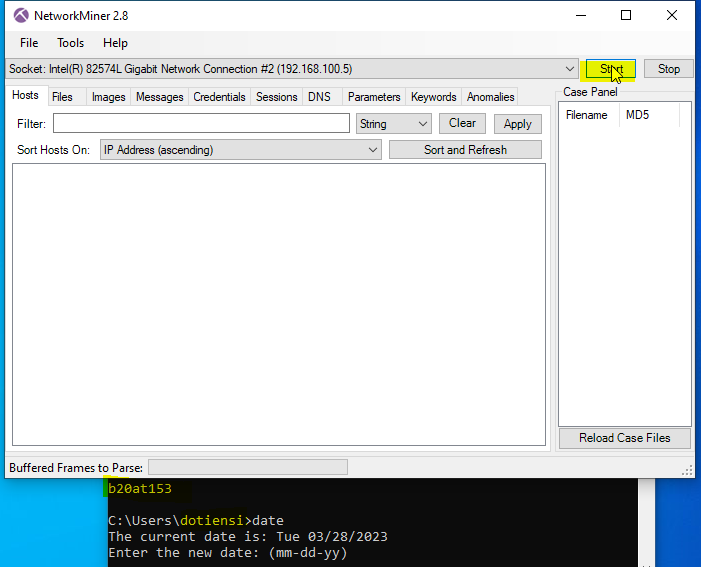 NetworkMiner 2.8
File Tools Help
Socket: Intel(R) 82574L Gigabit Network Connection #2 (192.168.100.5)
Start Stop
Hosts Files Images Messages Credentials Sessions DNS Parameters Keywords Anomalies
Filter: String Clear Apply
Sort Hosts On: IP Address (ascending) Sort and Refresh
Case Panel
Filename MD5
Reload Case Files
Buffered Frames to Parse:
b20at153
C:\Users\dotiensi>date
The current date is: Tue 03/28/2023
Enter the new date: (mm-dd-yy)